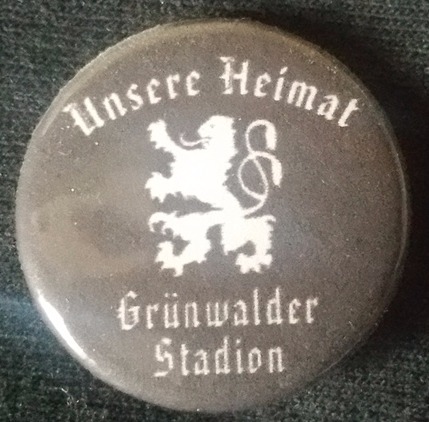 Unsere Heimat
Grünwalder
Stadion